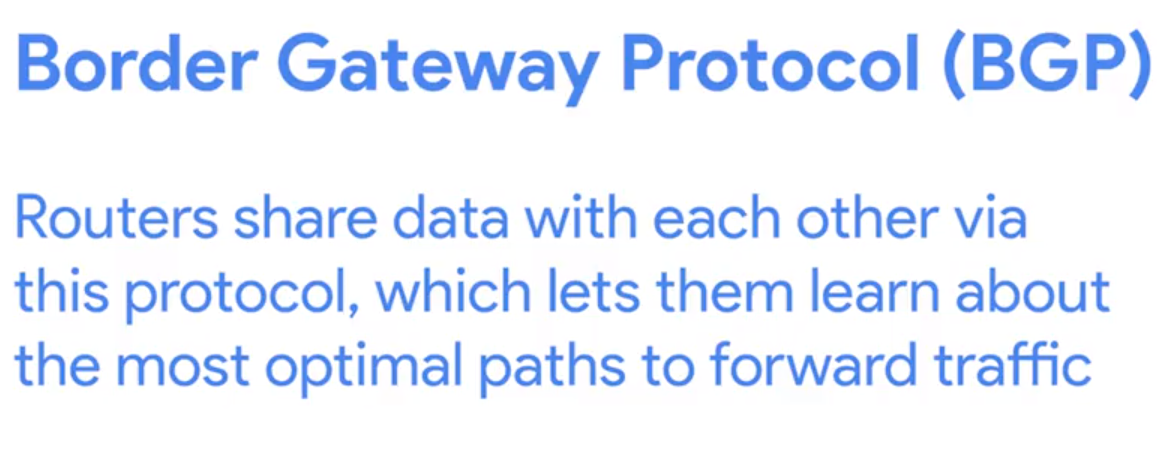 Border Gateway Protocol (BGP)
Routers share data with each other via
this protocol, which lets them learn about
the most optimal paths to forward traffic